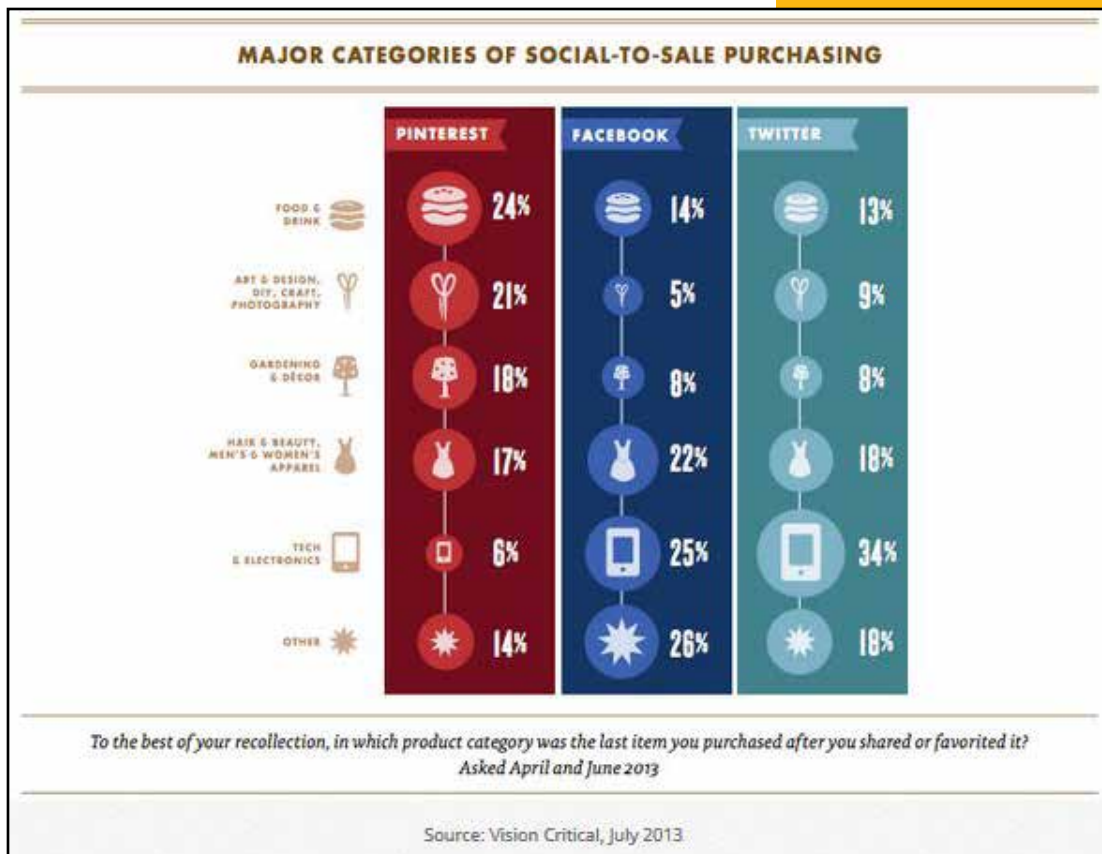 MAJOR CATEGORIES OF SOCIAL-TO-SALE PURCHASING
PINTEREST FACEBOOK TWITTER
FOOD &
DRINK
24% 14% 13%
ART & DESIGN,
DIY, CRAFT,
PHOTOGRAPHY
21% 5% 9%
GARDENING
& DÉCOR
18% 8% 8%
HAIR & BEAUTY,
MEN'S & WOMEN'S
APPAREL
17% 22% 18%
TECH
& ELECTRONICS
6% 25% 34%
OTHER
14% 26% 18%
To the best of your recollection, in which product category was the last item you purchased after you shared or favorited it?
Asked April and June 2013
Source: Vision Critical, July 2013